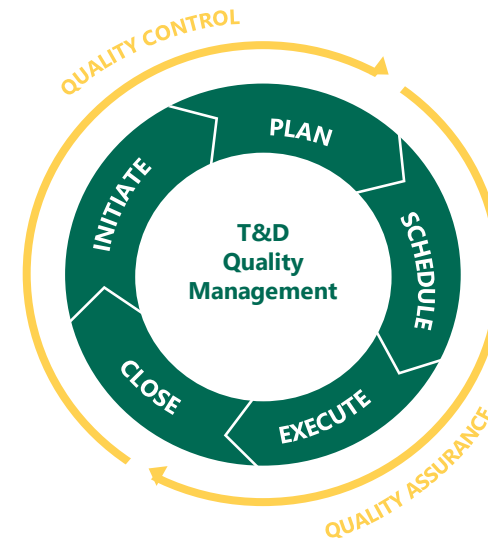 QUALITY CONTROL
PLAN
SCHEDULE
EXECUTE
CLOSE
INITIATE
T&D
Quality
Management
QUALITY ASSURANCE